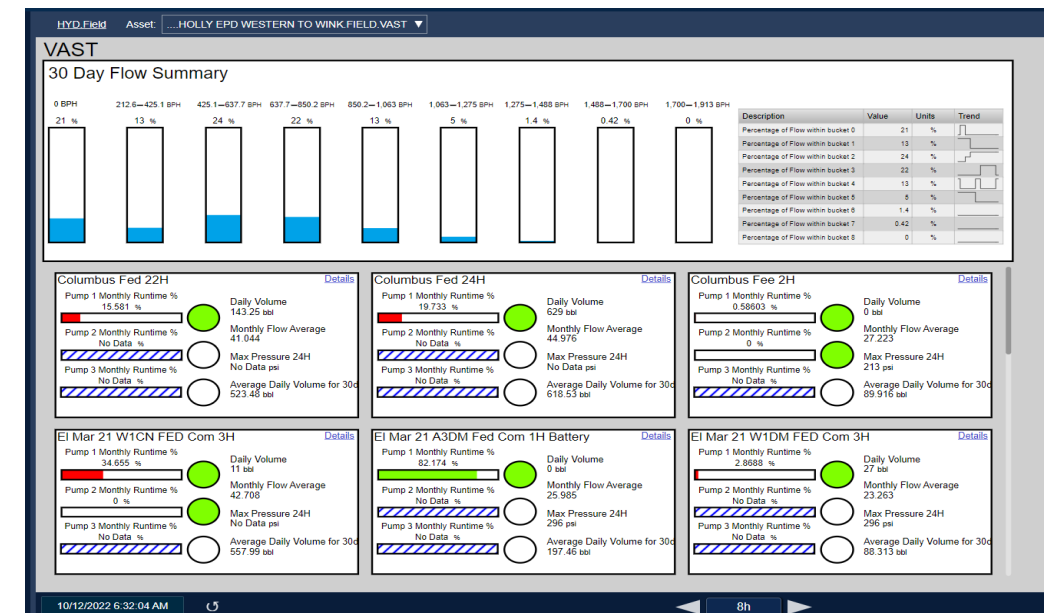 HYD.Field Asset: ....HOLLY EPD WESTERN TO WINK.FIELD.VAST ▼
VAST
30 Day Flow Summary
0 BPH 212.6—425.1 BPH 425.1—637.7 BPH 637.7—850.2 BPH 850.2—1,063 BPH 1,063—1,275 BPH 1,275—1,488 BPH 1,488—1,700 BPH 1,700—1,913 BPH
21 % 13 % 24 % 22 % 13 % 5 % 1.4 % 0.42 % 0 %
Description Value Units Trend
Percentage of Flow within bucket 0 21 %
Percentage of Flow within bucket 1 13 %
Percentage of Flow within bucket 2 24 %
Percentage of Flow within bucket 3 22 %
Percentage of Flow within bucket 4 13 %
Percentage of Flow within bucket 5 5 %
Percentage of Flow within bucket 6 1.4 %
Percentage of Flow within bucket 7 0.42 %
Percentage of Flow within bucket 8 0 %
Columbus Fed 22H Details
Pump 1 Monthly Runtime %
15.581 %
Pump 2 Monthly Runtime %
No Data %
Pump 3 Monthly Runtime %
No Data %
Daily Volume
143.25 bbl
Monthly Flow Average
41.044
Max Pressure 24H
No Data psi
Average Daily Volume for 30d
523.48 bbl
Columbus Fed 24H Details
Pump 1 Monthly Runtime %
19.733 %
Pump 2 Monthly Runtime %
No Data %
Pump 3 Monthly Runtime %
No Data %
Daily Volume
629 bbl
Monthly Flow Average
44.976
Max Pressure 24H
No Data psi
Average Daily Volume for 30d
618.53 bbl
Columbus Fee 2H Details
Pump 1 Monthly Runtime %
0.58603 %
Pump 2 Monthly Runtime %
0 %
Pump 3 Monthly Runtime %
No Data %
Daily Volume
0 bbl
Monthly Flow Average
27.223
Max Pressure 24H
213 psi
Average Daily Volume for 30d
89.916 bbl
El Mar 21 W1CN FED Com 3H Details
Pump 1 Monthly Runtime %
34.655 %
Pump 2 Monthly Runtime %
0 %
Pump 3 Monthly Runtime %
No Data %
Daily Volume
11 bbl
Monthly Flow Average
42.708
Max Pressure 24H
No Data psi
Average Daily Volume for 30d
557.99 bbl
El Mar 21 A3DM Fed Com 1H Battery Details
Pump 1 Monthly Runtime %
82.174 %
Pump 2 Monthly Runtime %
No Data %
Pump 3 Monthly Runtime %
No Data %
Daily Volume
0 bbl
Monthly Flow Average
25.985
Max Pressure 24H
296 psi
Average Daily Volume for 30d
197.46 bbl
El Mar 21 W1DM FED Com 3H Details
Pump 1 Monthly Runtime %
2.8688 %
Pump 2 Monthly Runtime %
No Data %
Pump 3 Monthly Runtime %
No Data %
Daily Volume
27 bbl
Monthly Flow Average
23.263
Max Pressure 24H
296 psi
Average Daily Volume for 30d
88.313 bbl
10/12/2022 6:32:04 AM 8h